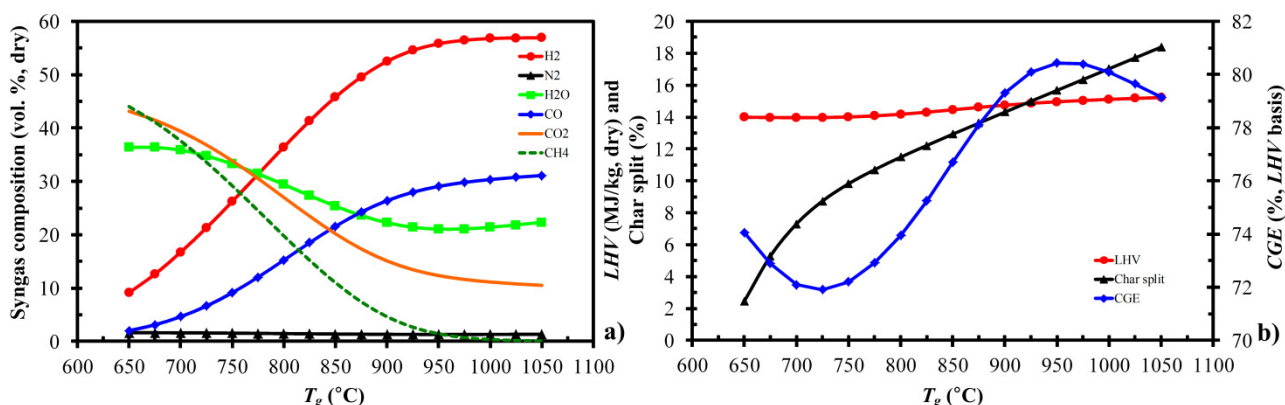 Syngas composition (vol. %, dry)
60
50
40
30
20
10
0
H2
N2
H2O
CO
CO2
CH4
a)
600 650 700 750 800 850 900 950 1000 1050 1100
Tg (°C)
LHV (MJ/kg, dry) and
Char split (%)
20
18
16
14
12
10
8
6
4
2
0
LHV
Char split
CGE
82
80
78
76
74
72
70
CGE (%, LHV basis)
b)
600 650 700 750 800 850 900 950 1000 1050 1100
Tg (°C)